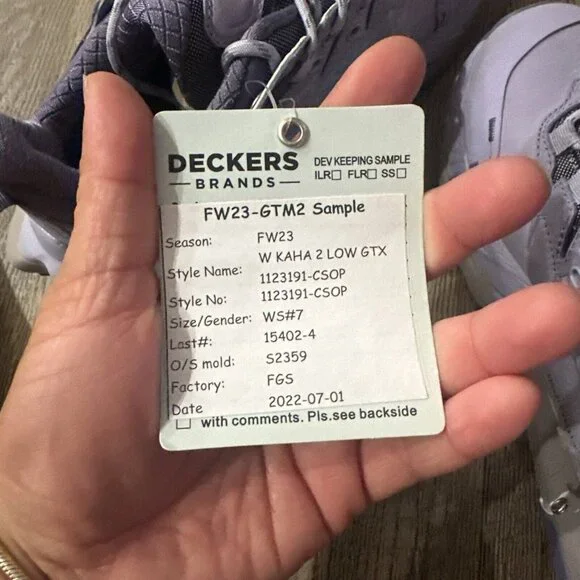 DECKERS
BRANDS
DEV KEEPING SAMPLE
ILR☐ FLR☐ SS☐
FW23-GTM2 Sample
Season: FW23
Style Name: W KAHA 2 LOW GTX
1123191-CSOP
Style No: 1123191-CSOP
Size/Gender: WS#7
Last#: 15402-4
O/S mold: S2359
Factory: FGS
Date 2022-07-01
☐ with comments. Pls.see backside